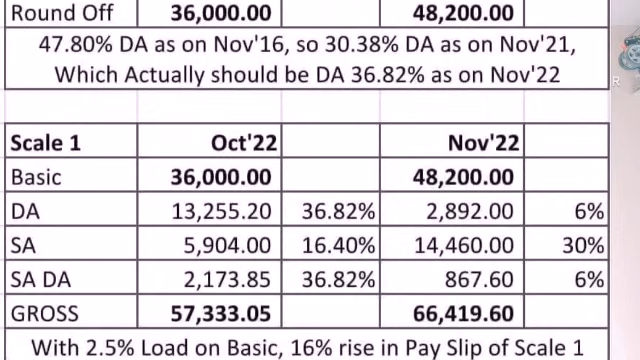 Round Off 36,000.00 48,200.00
47.80% DA as on Nov'16, so 30.38% DA as on Nov'21,
Which Actually should be DA 36.82% as on Nov'22
Scale 1 Oct'22 Nov'22
Basic 36,000.00 48,200.00
DA 13,255.20 36.82% 2,892.00 6%
SA 5,904.00 16.40% 14,460.00 30%
SA DA 2,173.85 36.82% 867.60 6%
GROSS 57,333.05 66,419.60
With 2.5% Load on Basic, 16% rise in Pay Slip of Scale 1
R